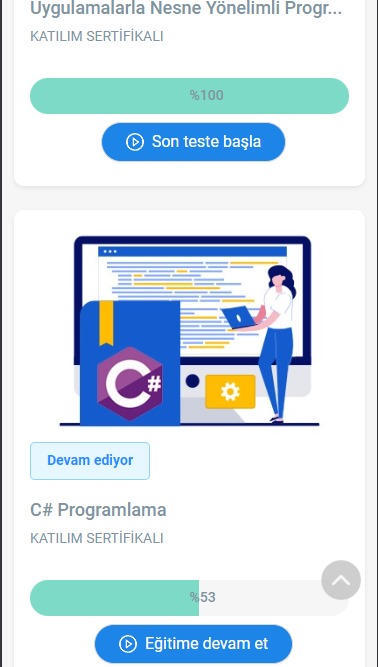 Uygulamalarla Nesne Yönelimli Progr...
KATILIM SERTİFİKALI
%100
Son teste başla
C#
Devam ediyor
C# Programlama
KATILIM SERTİFİKALI
%53
Eğitime devam et